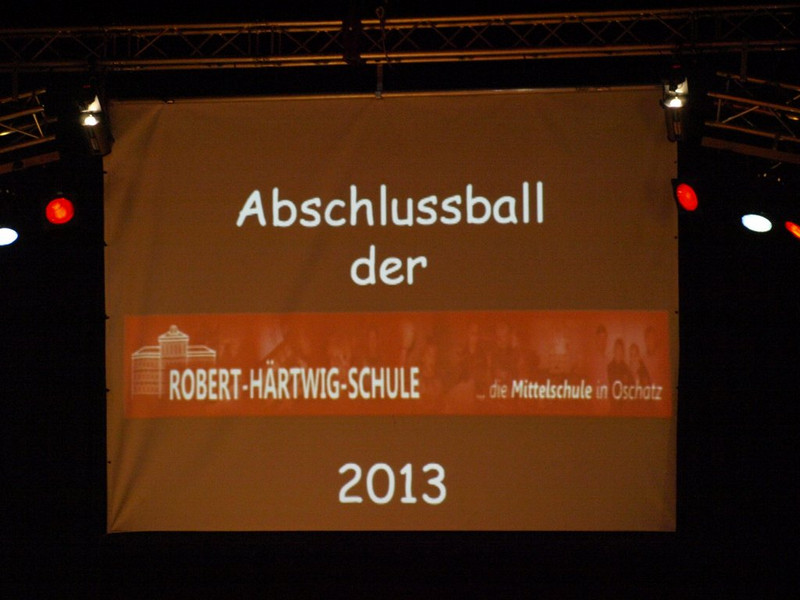 Abschlussball
der
ROBERT-HÄRTWIG-SCHULE ... die Mittelschule in Oschatz
2013